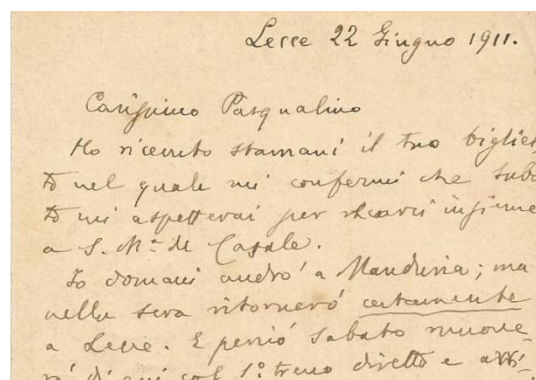 Lecce 22 Giugno 1911.
Carissimo Pasqualino
Ho ricevuto stamani il tuo bigliet
to nel quale mi confermi che saba
to mi aspetterai per recarci insieme
a S. Mª de Casale.
Io domani andrò a Manduria; ma
nella sera ritornerò certamente
a Lecce. E perciò sabato muove-
rò di qui col 1º treno diretto e arri-